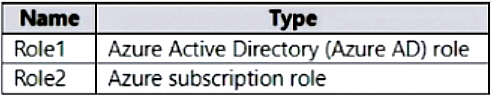 Name Type
Role1 Azure Active Directory (Azure AD) role
Role2 Azure subscription role